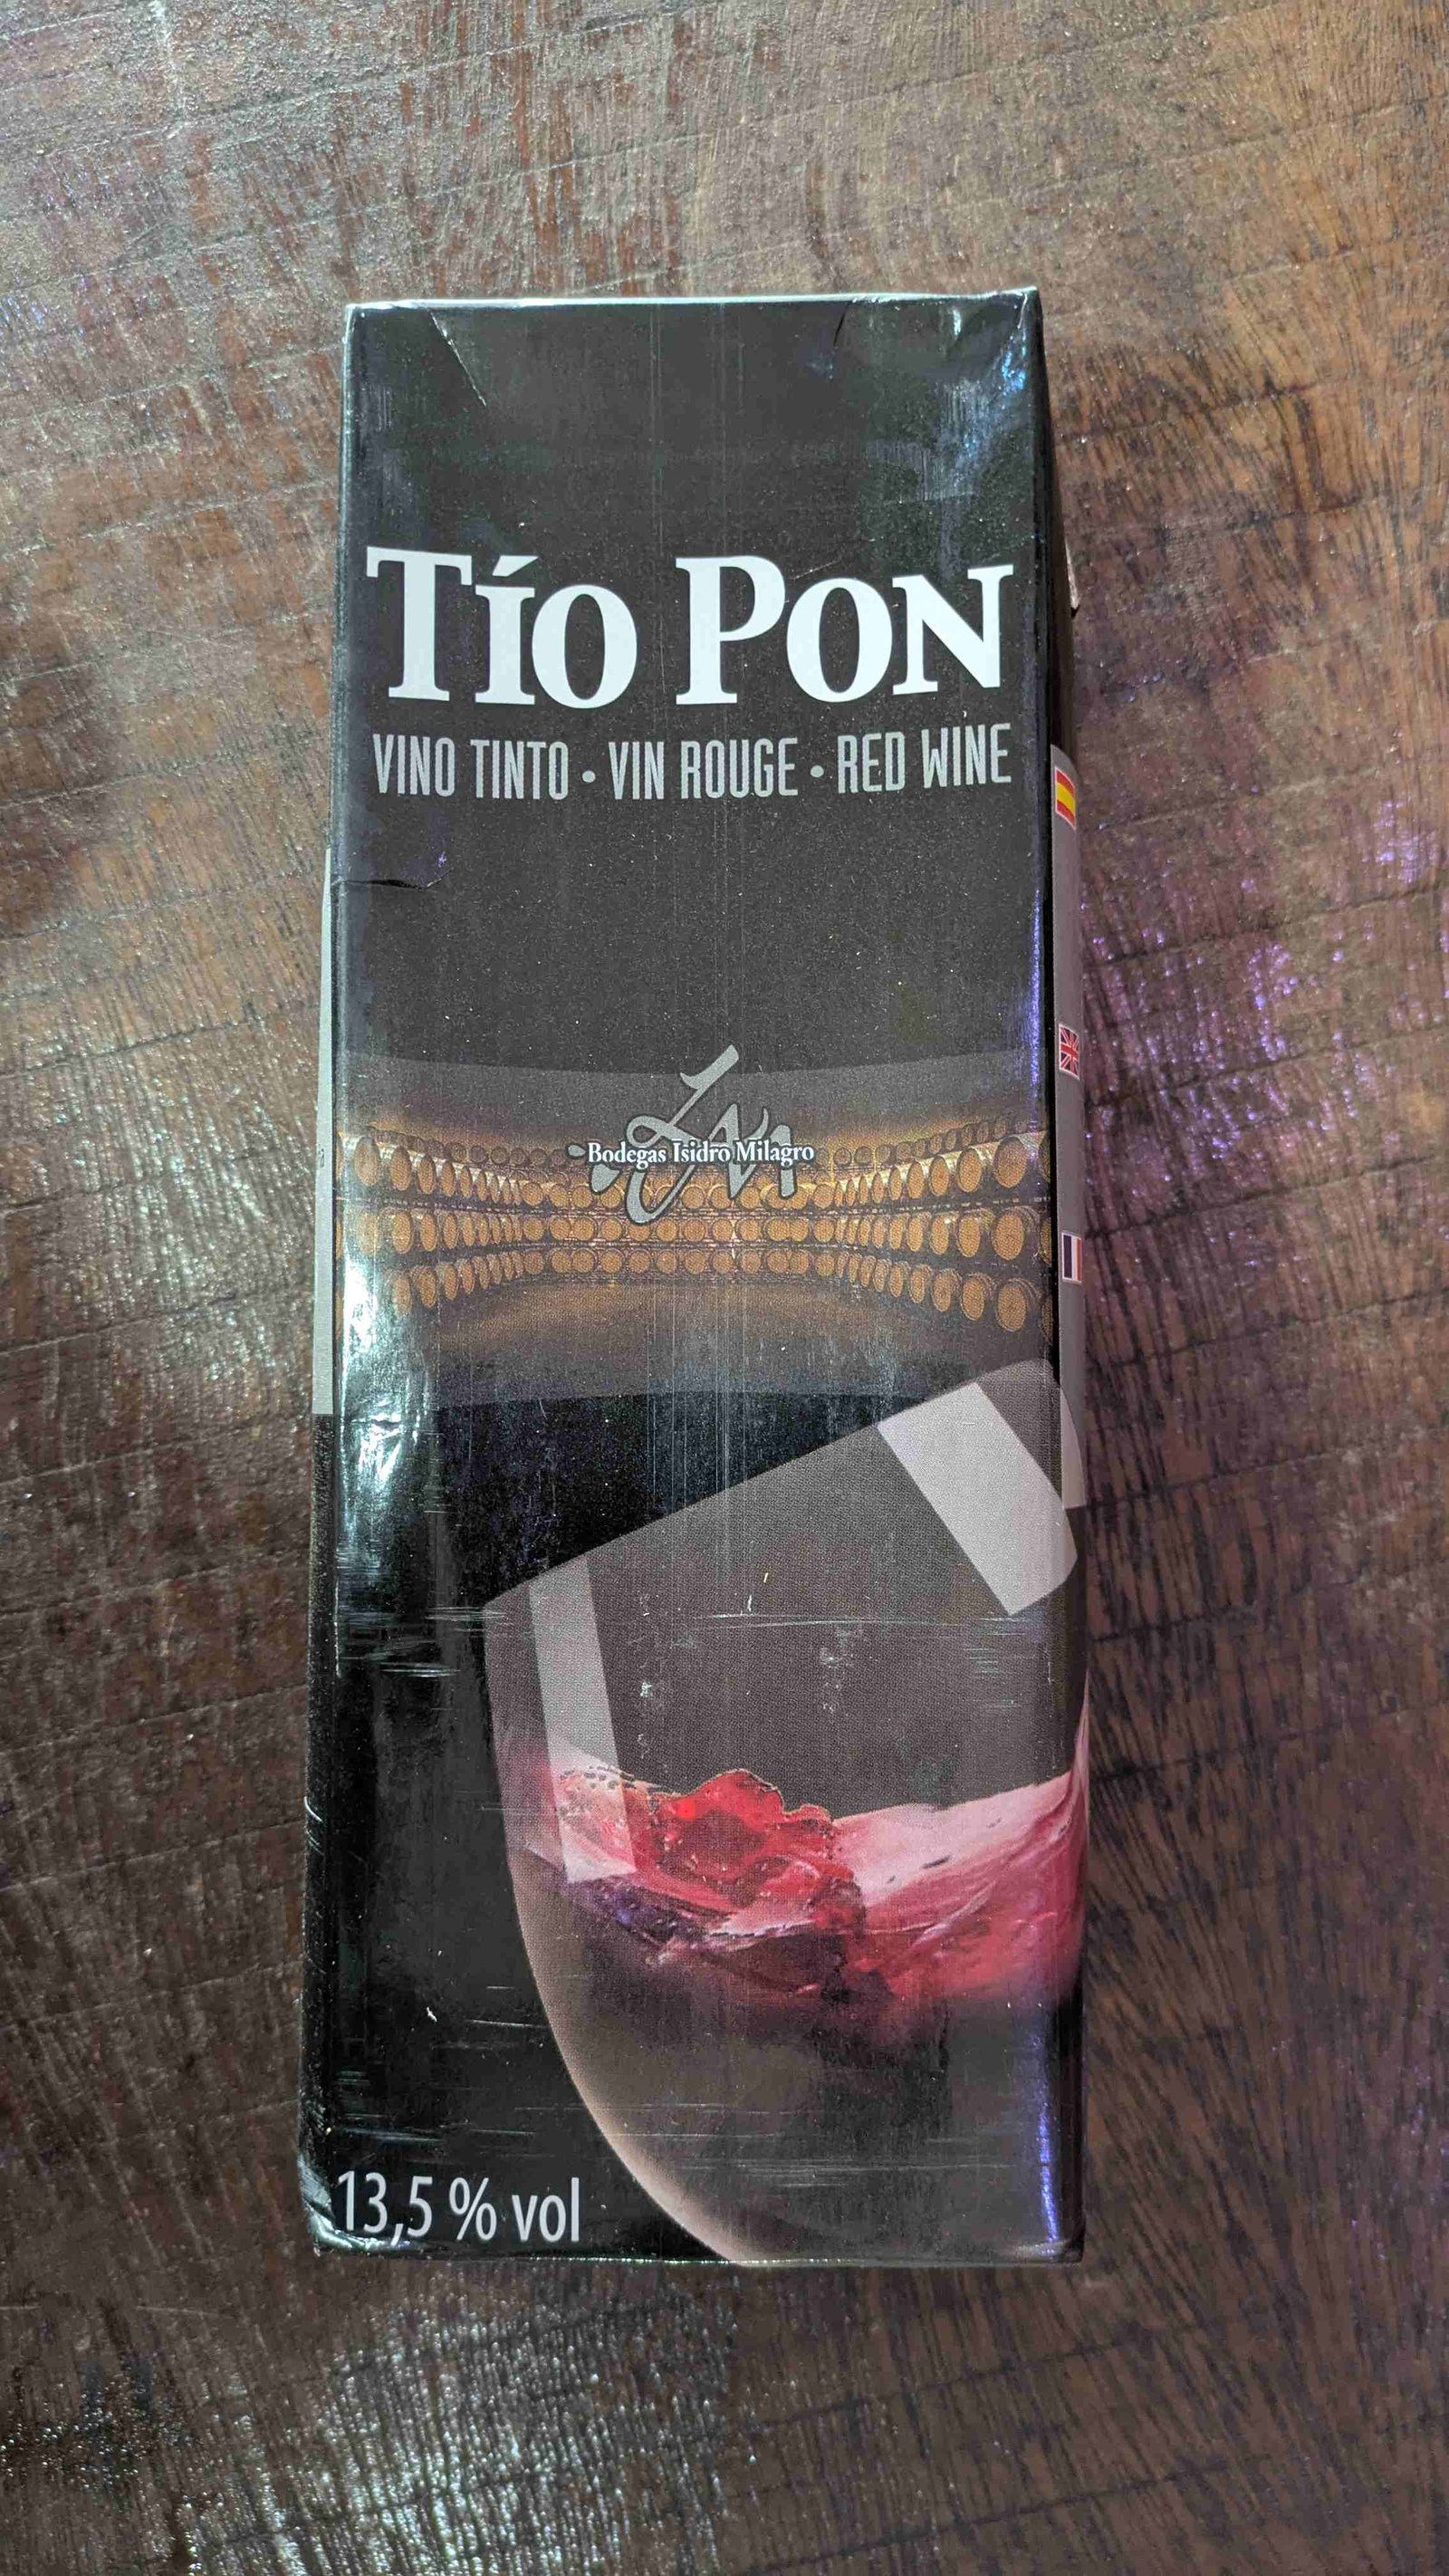 Tío Pon
VINO TINTO • VIN ROUGE • RED WINE
Bodegas Isidro Milagro
13,5 % vol